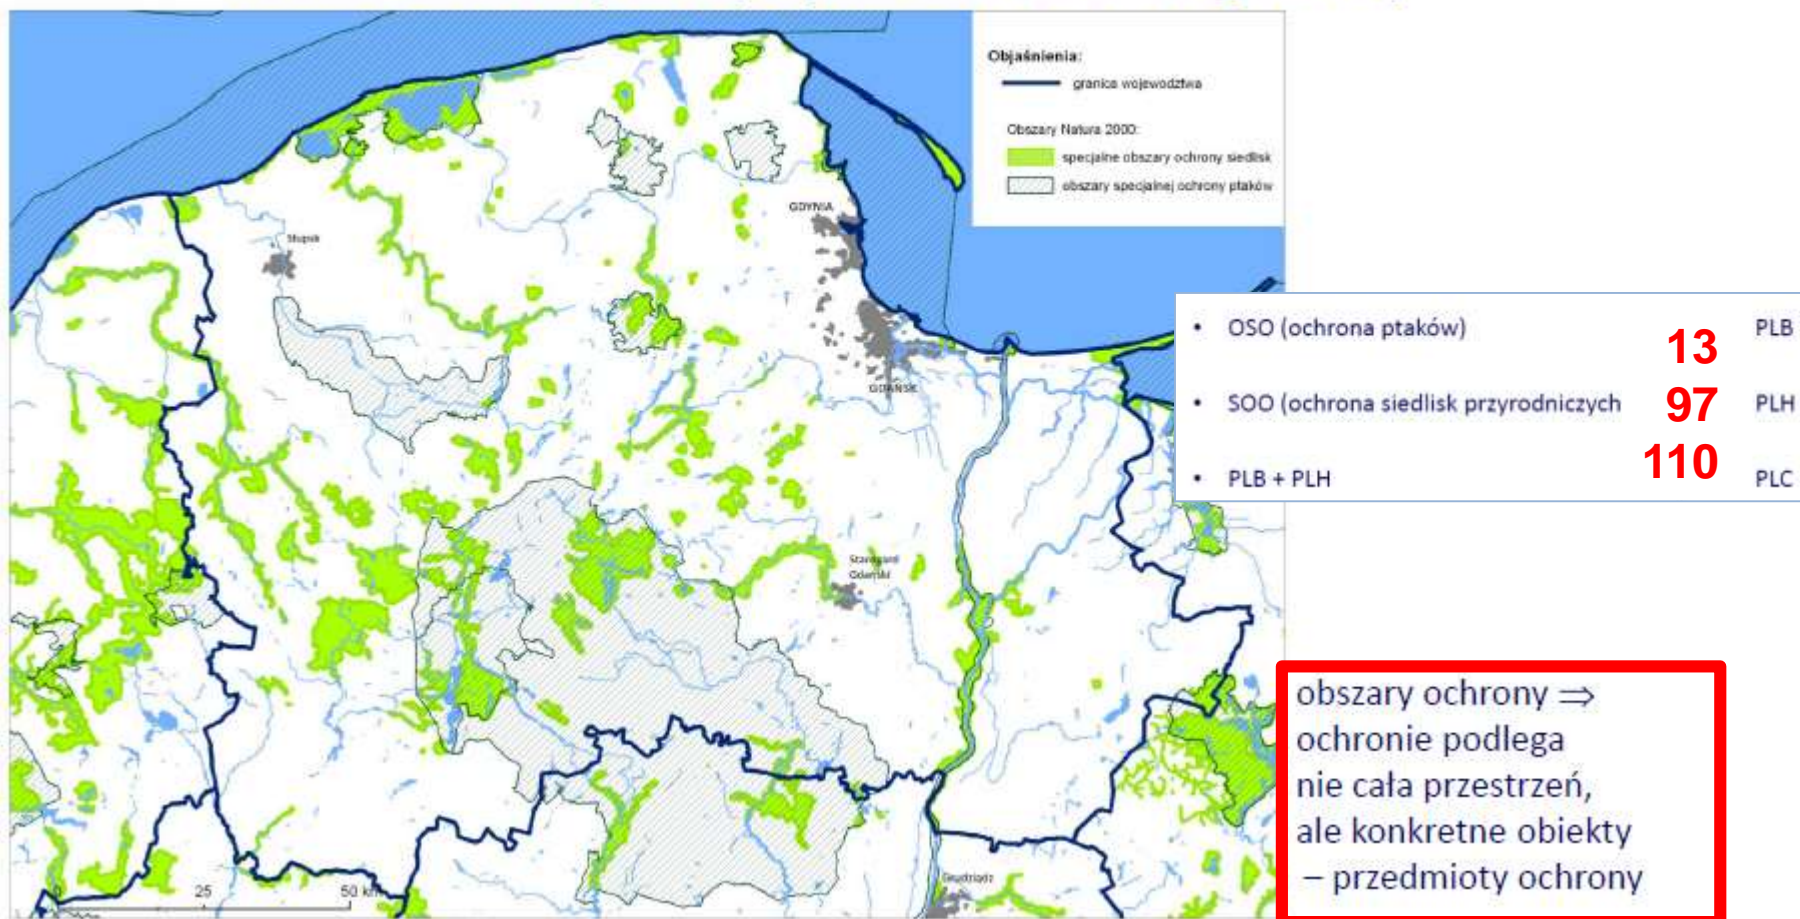 Objaśnienia:
granica województwa
Obszary Natura 2000:
specjalne obszary ochrony siedlisk
obszary specjalnej ochrony ptaków
GDYNIA
Słupsk
GDAŃSK
Starogard
Gdański
Grudziądz
0 25 50 km
• OSO (ochrona ptaków) 13 PLB
• SOO (ochrona siedlisk przyrodniczych 97 PLH
• PLB + PLH 110 PLC
obszary ochrony ⇒
ochronie podlega
nie cała przestrzeń,
ale konkretne obiekty
– przedmioty ochrony